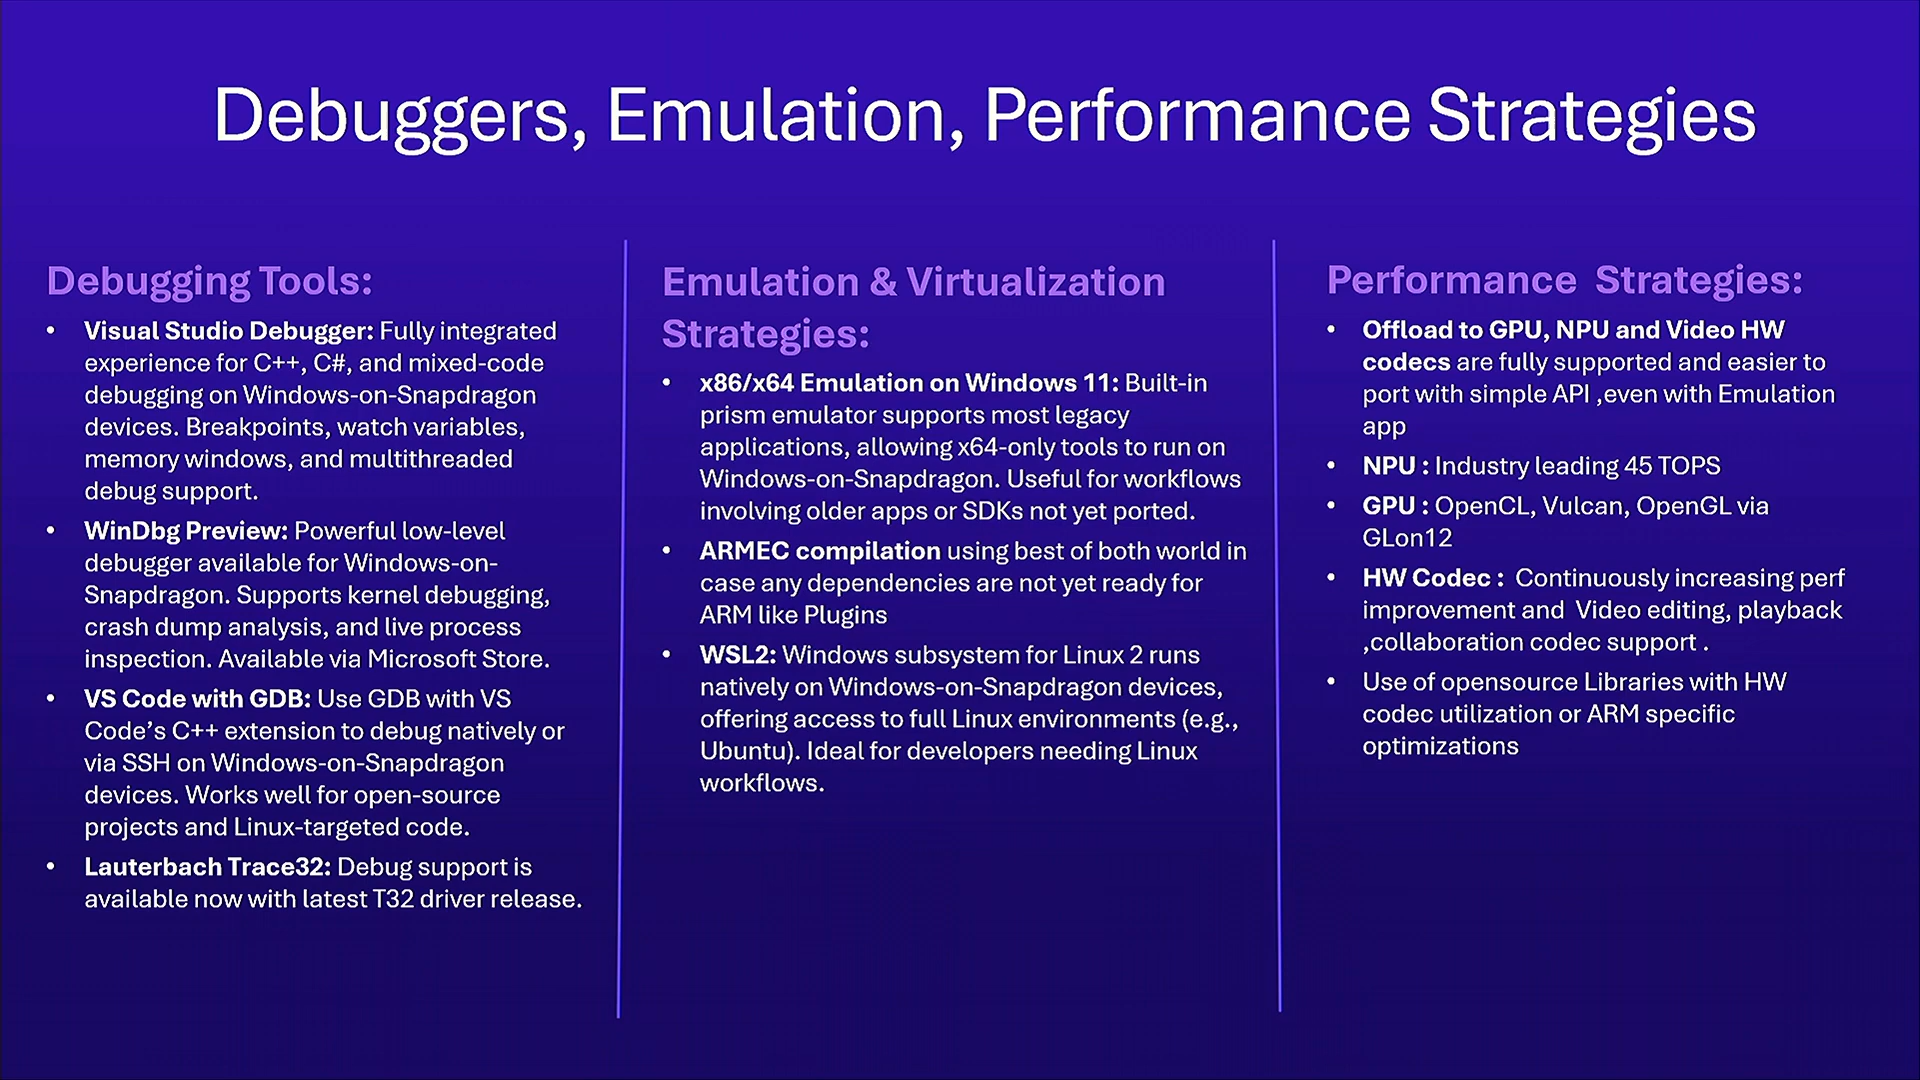 Debuggers, Emulation, Performance Strategies
Debugging Tools:
• Visual Studio Debugger: Fully integrated
experience for C++, C#, and mixed-code
debugging on Windows-on-Snapdragon
devices. Breakpoints, watch variables,
memory windows, and multithreaded
debug support.
• WinDbg Preview: Powerful low-level
debugger available for Windows-on-
Snapdragon. Supports kernel debugging,
crash dump analysis, and live process
inspection. Available via Microsoft Store.
• VS Code with GDB: Use GDB with VS
Code’s C++ extension to debug natively or
via SSH on Windows-on-Snapdragon
devices. Works well for open-source
projects and Linux-targeted code.
• Lauterbach Trace32: Debug support is
available now with latest T32 driver release.
Emulation & Virtualization
Strategies:
• x86/x64 Emulation on Windows 11: Built-in
prism emulator supports most legacy
applications, allowing x64-only tools to run on
Windows-on-Snapdragon. Useful for workflows
involving older apps or SDKs not yet ported.
• ARMEC compilation using best of both world in
case any dependencies are not yet ready for
ARM like Plugins
• WSL2: Windows subsystem for Linux 2 runs
natively on Windows-on-Snapdragon devices,
offering access to full Linux environments (e.g.,
Ubuntu). Ideal for developers needing Linux
workflows.
Performance  Strategies:
• Offload to GPU, NPU and Video HW
codecs are fully supported and easier to
port with simple API ,even with Emulation
app
• NPU : Industry leading 45 TOPS
• GPU : OpenCL, Vulcan, OpenGL via
GLon12
• HW Codec :  Continuously increasing perf
improvement and  Video editing, playback
,collaboration codec support .
• Use of opensource Libraries with HW
codec utilization or ARM specific
optimizations